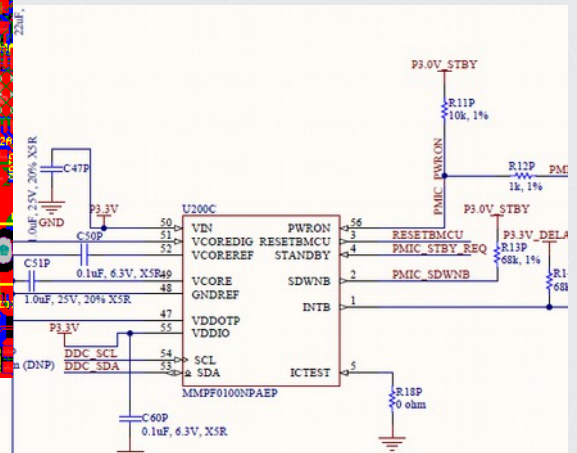 22uF,
P3.0V_STBY
R11P
10k, 1%
PMIC_PWRON
1.0uF, 25V, 20% X5R
C47P
GND
P3.3V
R12P
1k, 1%
P3.0V_STBY
U200C
50 VIN PWRON 56
51 VCOREDIG RESETBMCU 3 RESETBMCU
52 VCOREREF STANDBY 4 PMIC_STBY_REQ
C50P
0.1uF, 6.3V, X5R
P3.3V_DELA
R13P
68k, 1%
C51P
1.0uF, 25V, 20% X5R
49 VCORE SDWNB 2 PMIC_SDWNB
48 GNDREF
INTB 1
47 VDDOTP
55 VDDIO
P3.3V
DDC_SCL 54 SCL
(DNP) DDC_SDA 53 SDA ICTEST 5
MMPF0100NPAEP
R18P
0 ohm
C60P
0.1uF, 6.3V, X5R